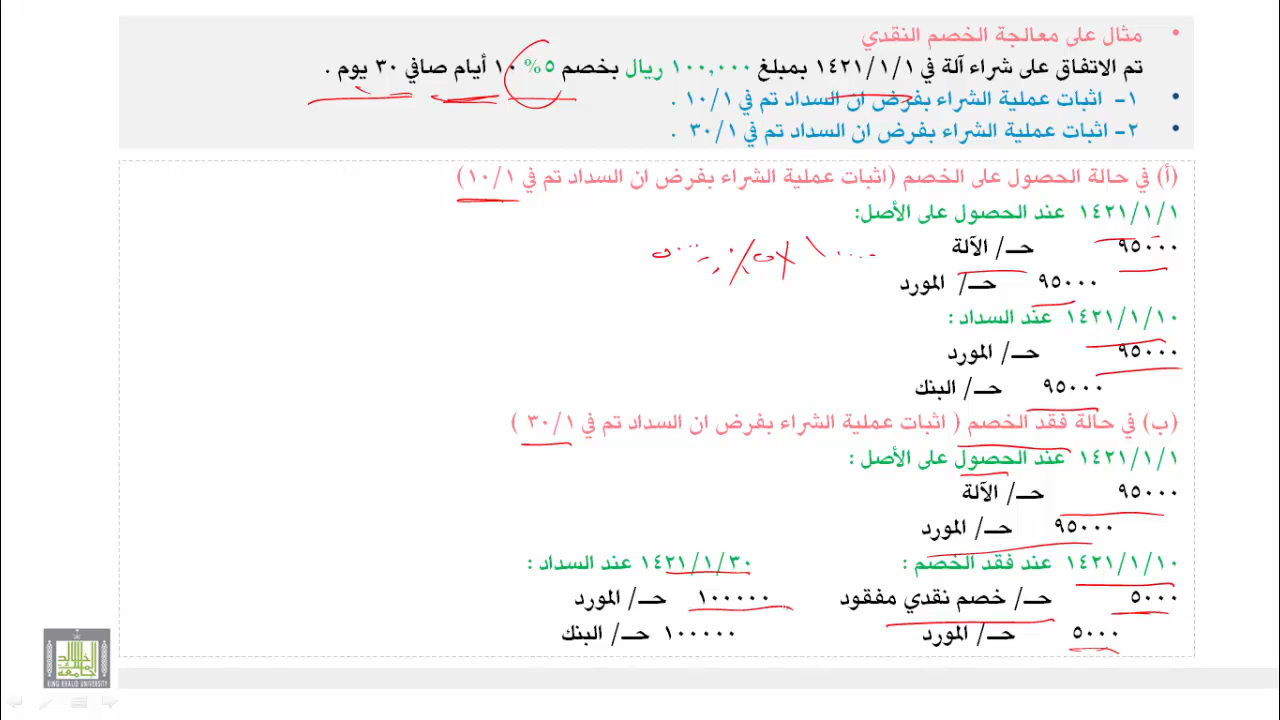 • مثال على معالجة الخصم النقدي
تم الاتفاق على شراء آلة في ١٤٢١/١/١ بمبلغ ١٠٠,٠٠٠ ريال بخصم ٥% ١٠ أيام صافي ٣٠ يوم .
• ١- اثبات عملية الشراء بفرض ان السداد تم في ١٠/١ .
• ٢- اثبات عملية الشراء بفرض ان السداد تم في ٣٠/١ .
(أ) في حالة الحصول على الخصم (اثبات عملية الشراء بفرض ان السداد تم في ١٠/١)
١٤٢١/١/١ عند الحصول على الأصل:
٩٥٠٠٠ حـ/ الآلة
٩٥٠٠٠ حـ/ المورد
١٤٢١/١/١٠ عند السداد :
٩٥٠٠٠ حـ/ المورد
٩٥٠٠٠ حـ/ البنك
(ب) في حالة فقد الخصم ( اثبات عملية الشراء بفرض ان السداد تم في ٣٠/١ )
١٤٢١/١/١ عند الحصول على الأصل :
٩٥٠٠٠ حـ/ الآلة
٩٥٠٠٠ حـ/ المورد
١٤٢١/١/١٠ عند فقد الخصم :
٥٠٠٠ حـ/ خصم نقدي مفقود
٥٠٠٠ حـ/ المورد
١٤٢١/١/٣٠ عند السداد :
١٠٠٠٠٠ حـ/ المورد
١٠٠٠٠٠ حـ/ البنك
KING KHALID UNIVERSITY